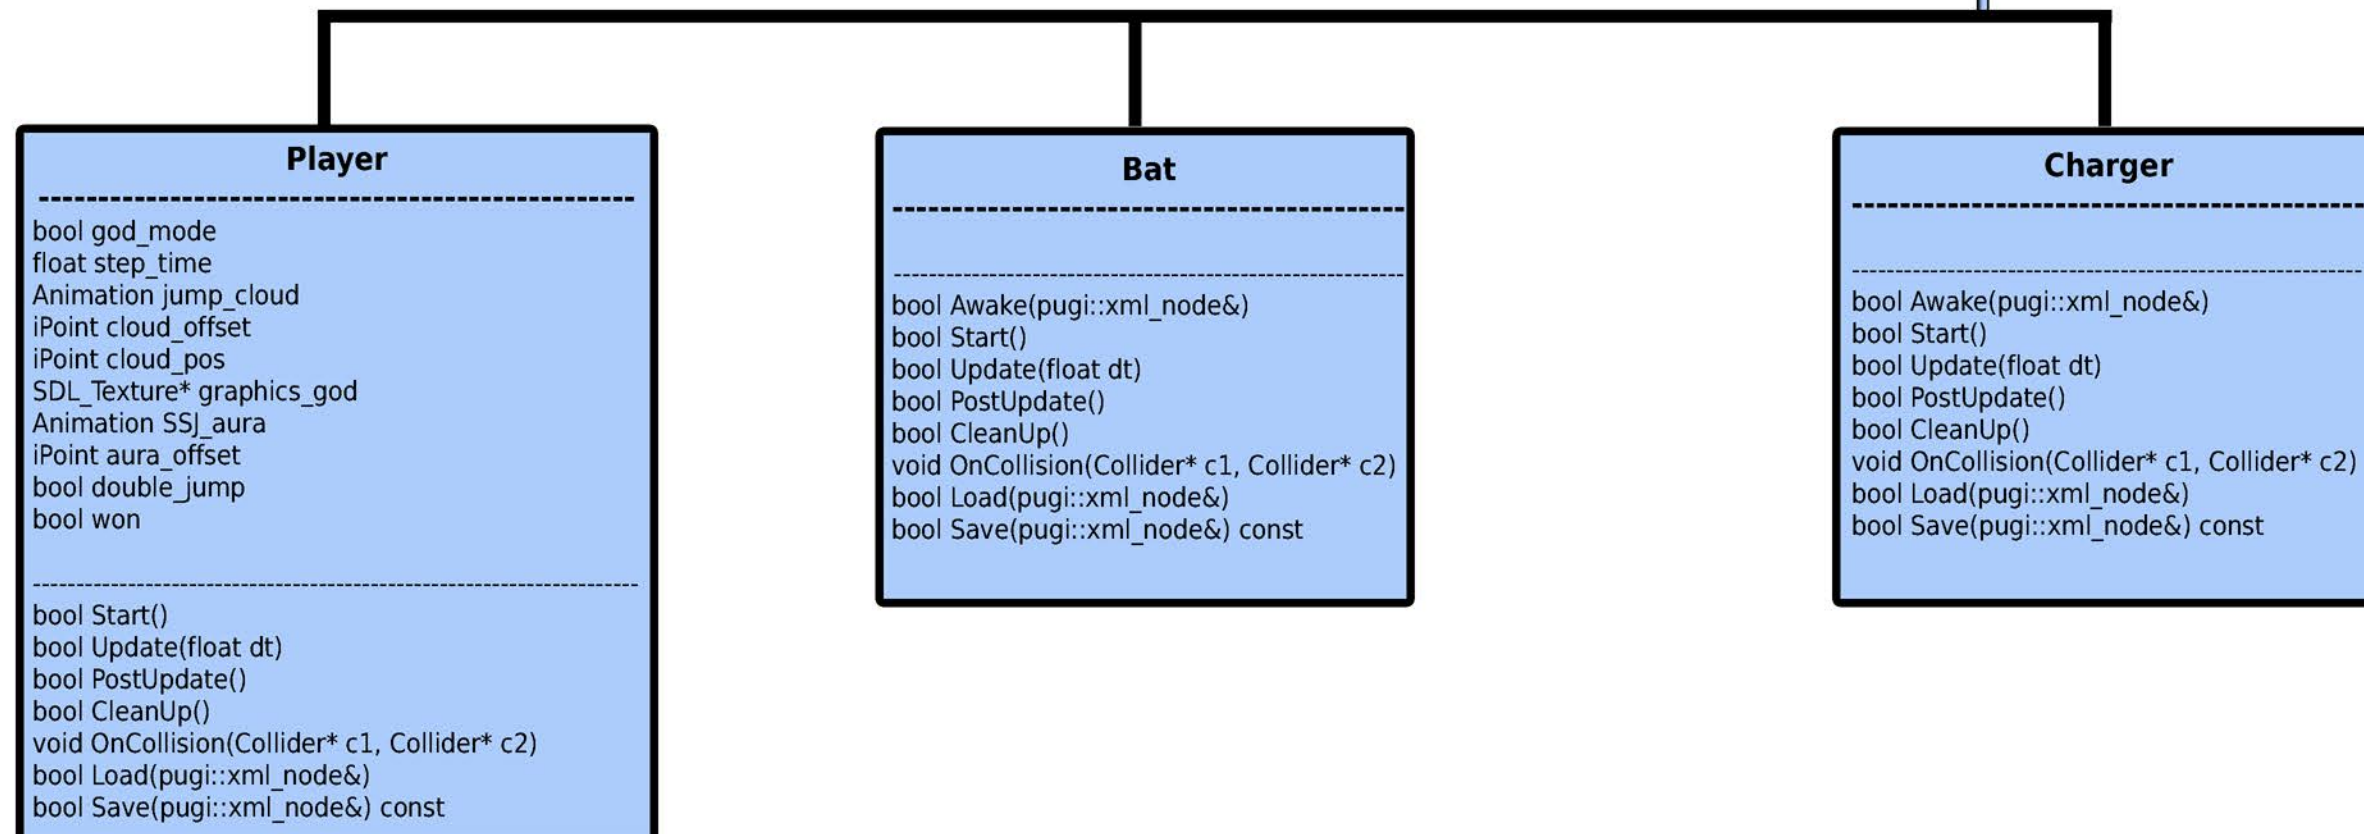 Player
bool god_mode
float step_time
Animation jump_cloud
iPoint cloud_offset
iPoint cloud_pos
SDL_Texture* graphics_god
Animation SSJ_aura
iPoint aura_offset
bool double_jump
bool won
bool Start()
bool Update(float dt)
bool PostUpdate()
bool CleanUp()
void OnCollision(Collider* c1, Collider* c2)
bool Load(pugi::xml_node&)
bool Save(pugi::xml_node&) const
Bat
bool Awake(pugi::xml_node&)
bool Start()
bool Update(float dt)
bool PostUpdate()
bool CleanUp()
void OnCollision(Collider* c1, Collider* c2)
bool Load(pugi::xml_node&)
bool Save(pugi::xml_node&) const
Charger
bool Awake(pugi::xml_node&)
bool Start()
bool Update(float dt)
bool PostUpdate()
bool CleanUp()
void OnCollision(Collider* c1, Collider* c2)
bool Load(pugi::xml_node&)
bool Save(pugi::xml_node&) const